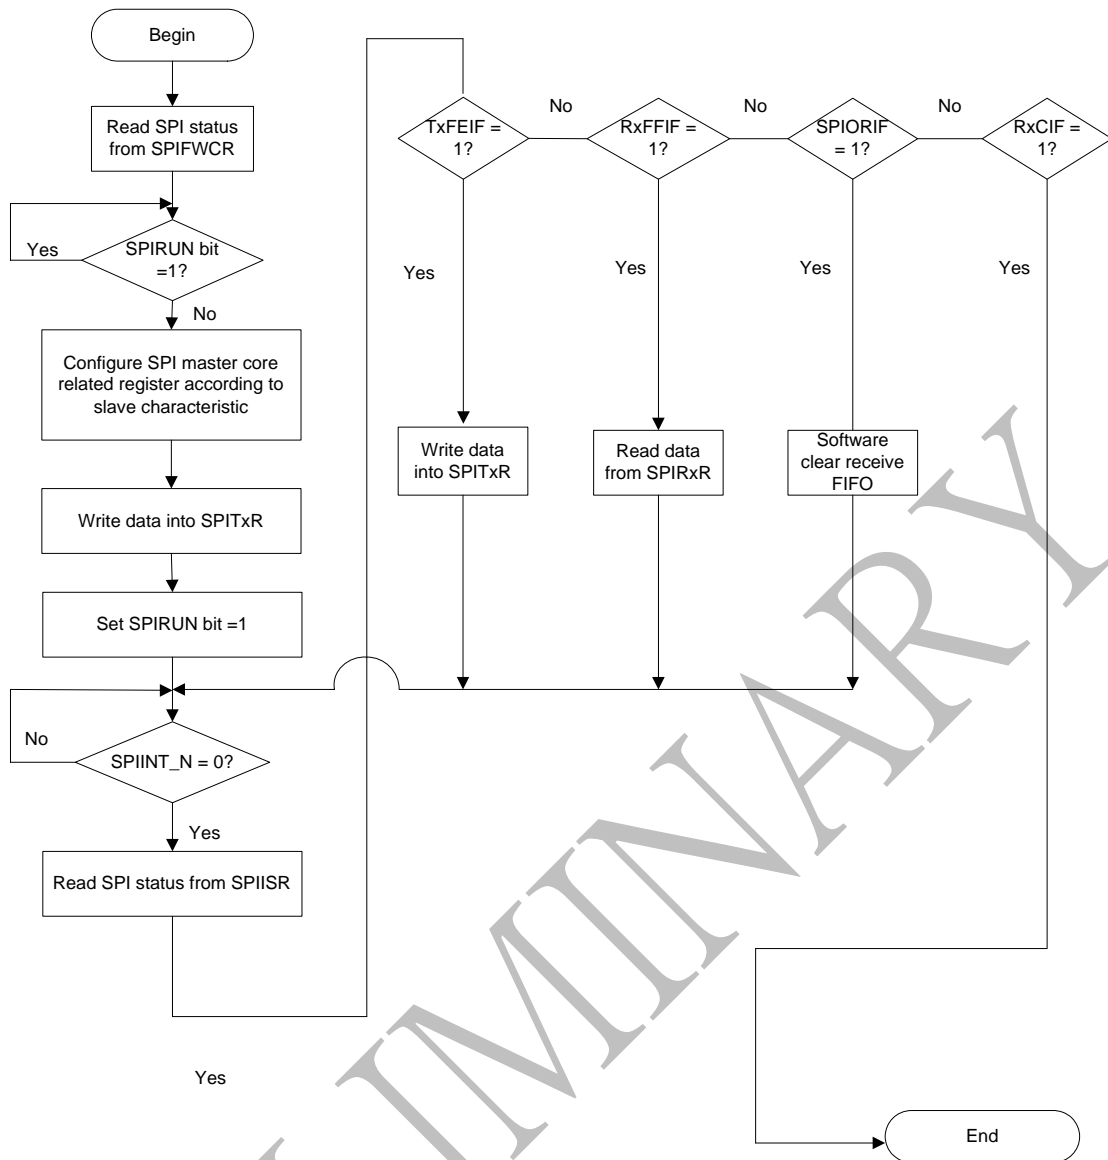 Begin
Read SPI status
from SPIFWCR
Yes
SPIRUN bit
=1?
No
Configure SPI master core
related register according to
slave characteristic
Write data into SPITxR
Set SPIRUN bit =1
No
SPIINT_N = 0?
Yes
Read SPI status from SPIISR
Yes
TxFEIF =
1?
No
RxFFIF =
1?
No
SPIORIF
= 1?
No
RxCIF =
1?
Yes
Yes
Yes
Yes
Write data
into SPITxR
Read data
from SPIRxR
Software
clear receive
FIFO
End
IMINARY